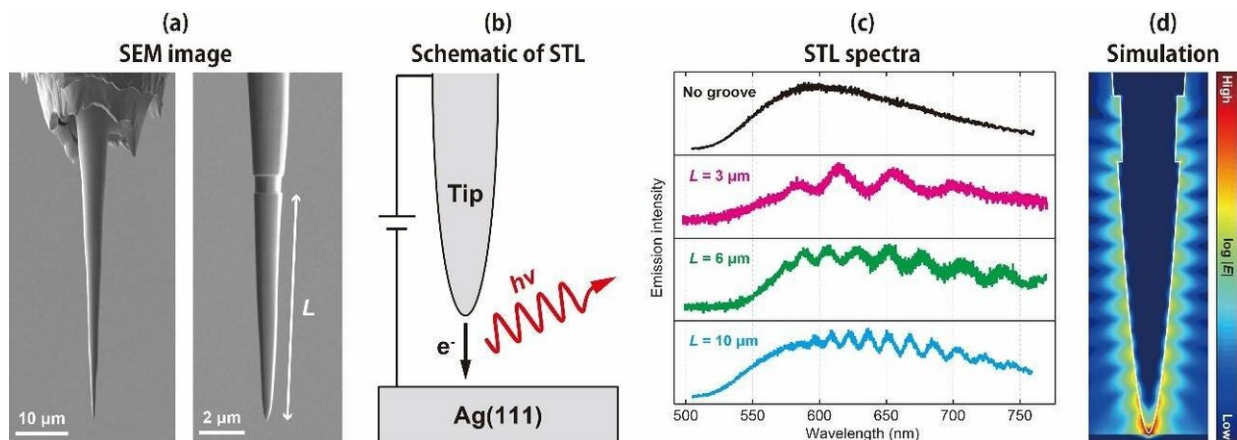 (a)
SEM image
10 µm
2 µm
L
(b)
Schematic of STL
Tip
hν
e-
Ag(111)
(c)
STL spectra
No groove
L = 3 µm
L = 6 µm
L = 10 µm
Emission intensity
500 550 600 650 700 750
Wavelength (nm)
(d)
Simulation
High
log |E|
Low